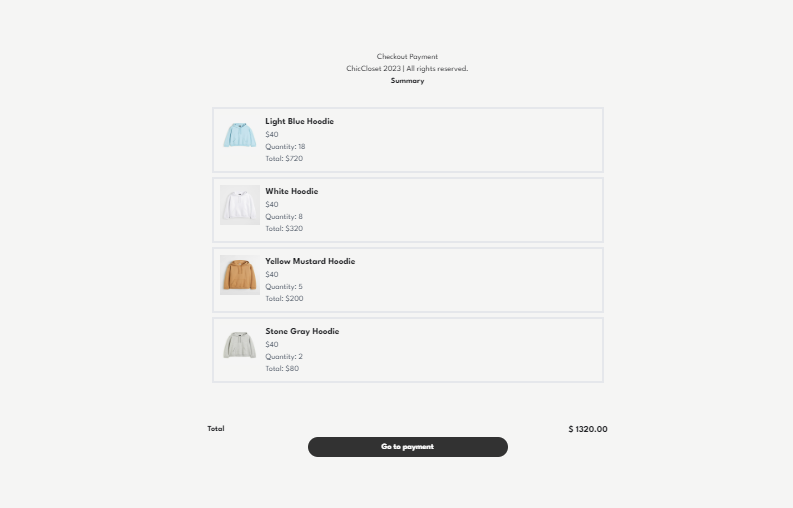 Checkout Payment
ChicCloset 2023 | All rights reserved.
Summary
Light Blue Hoodie
$40
Quantity: 18
Total: $720
White Hoodie
$40
Quantity: 8
Total: $320
Yellow Mustard Hoodie
$40
Quantity: 5
Total: $200
Stone Gray Hoodie
$40
Quantity: 2
Total: $80
Total $ 1320.00
Go to payment